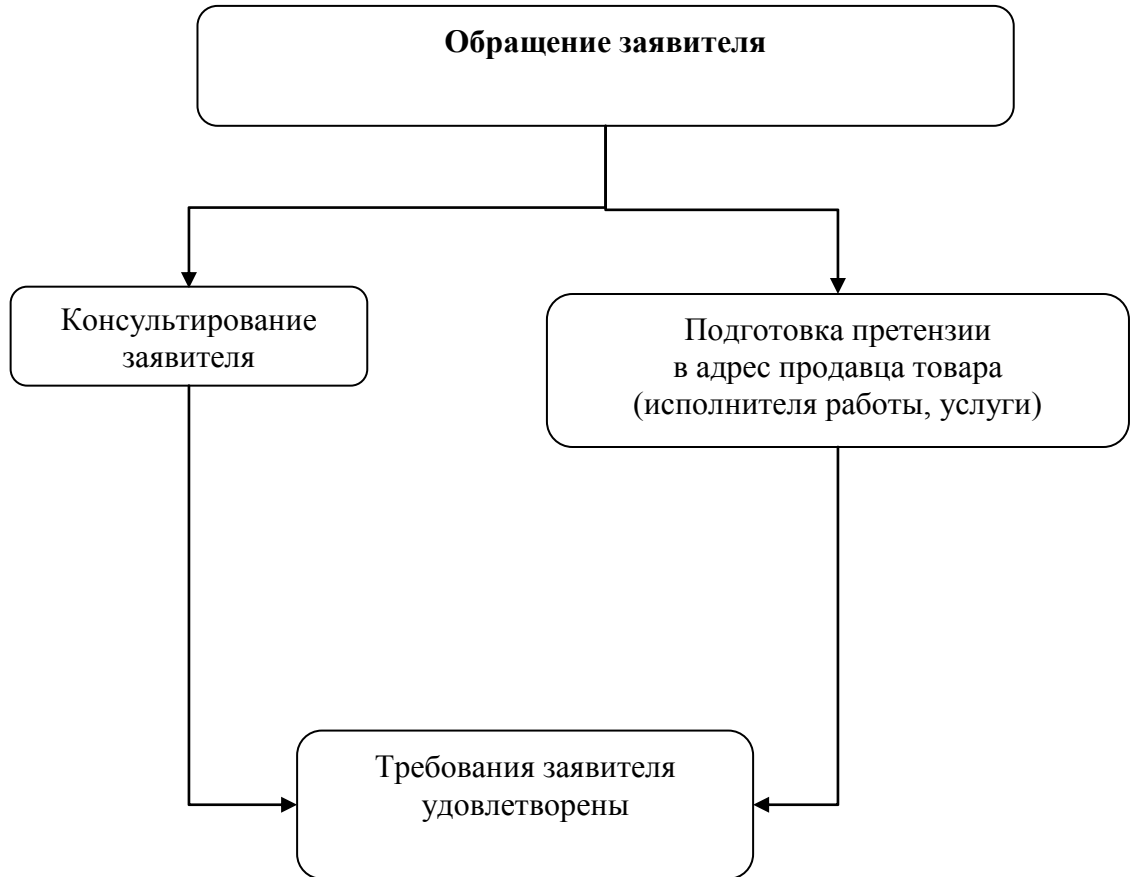 Обращение заявителя
Консультирование
заявителя
Подготовка претензии
в адрес продавца товара
(исполнителя работы, услуги)
Требования заявителя
удовлетворены